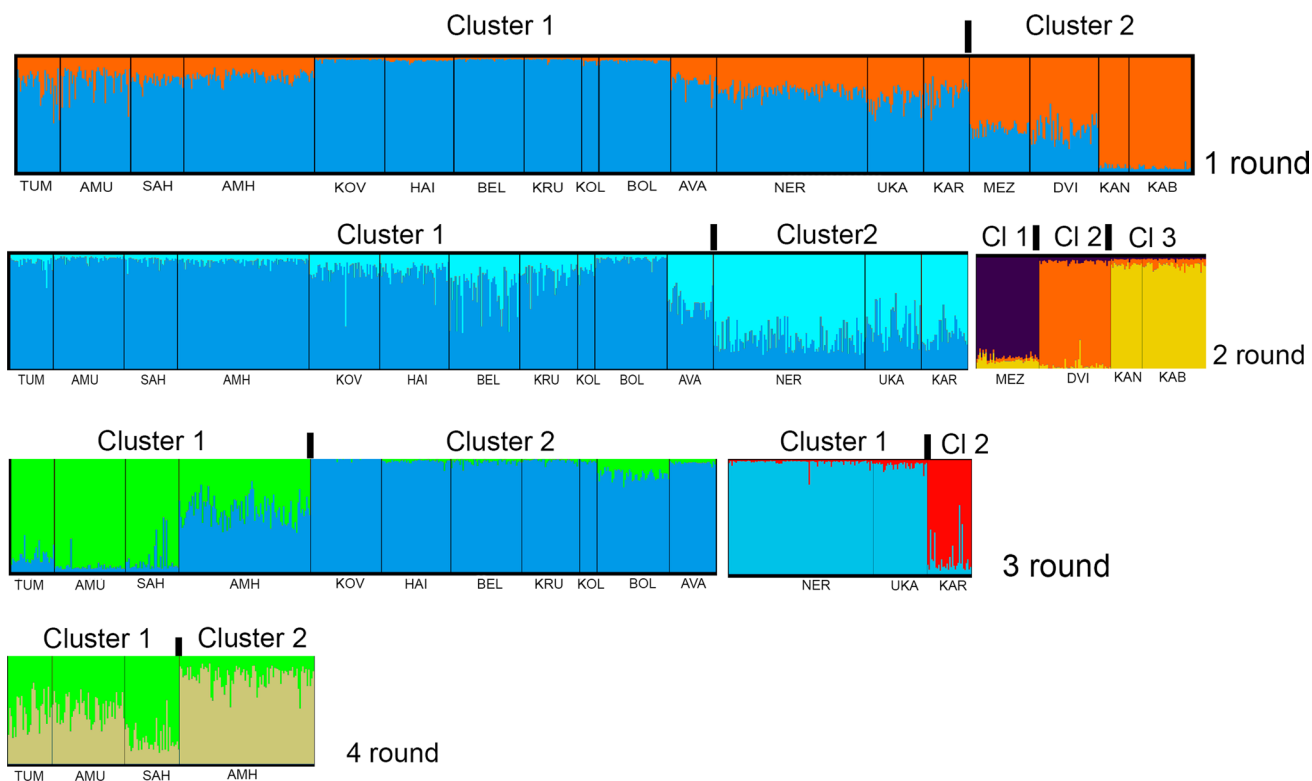 Cluster 1 Cluster 2
TUM AMU SAH AMH KOV HAI BEL KRU KOL BOL AVA NER UKA KAR MEZ DVI KAN KAB
1 round
Cluster 1 Cluster2 Cl 1 Cl 2 Cl 3
TUM AMU SAH AMH KOV HAI BEL KRU KOL BOL AVA NER UKA KAR MEZ DVI KAN KAB
2 round
Cluster 1 Cluster 2 Cluster 1 Cl 2
TUM AMU SAH AMH KOV HAI BEL KRU KOL BOL AVA NER UKA KAR
3 round
Cluster 1 Cluster 2
TUM AMU SAH AMH
4 round